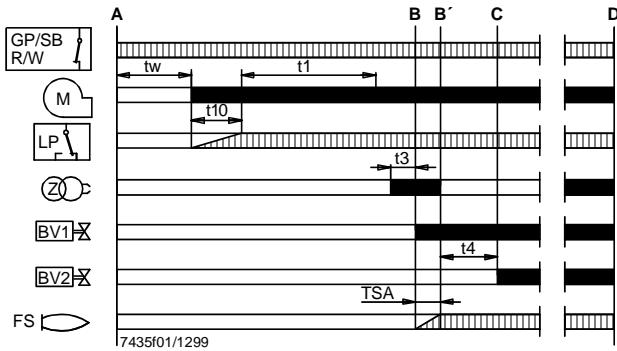 A B B´ C D
GP/SB
R/W
tw t1
M
t10
LP
t3
Z
BV1
t4
BV2
TSA
FS
7435f01/1299